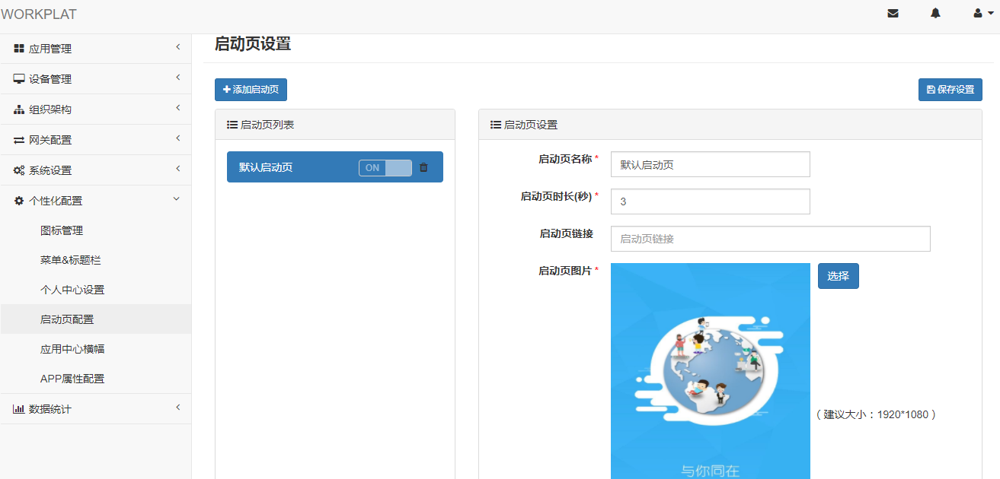 WORKPLAT
应用管理
设备管理
组织架构
网关配置
系统设置
个性化配置
图标管理
菜单&标题栏
个人中心设置
启动页配置
应用中心横幅
APP属性配置
数据统计
启动页设置
添加启动页
保存设置
启动页列表
默认启动页 ON
启动页设置
启动页名称* 默认启动页
启动页时长(秒)* 3
启动页链接 启动页链接
启动页图片*
选择
与你同在
（建议大小：1920*1080）